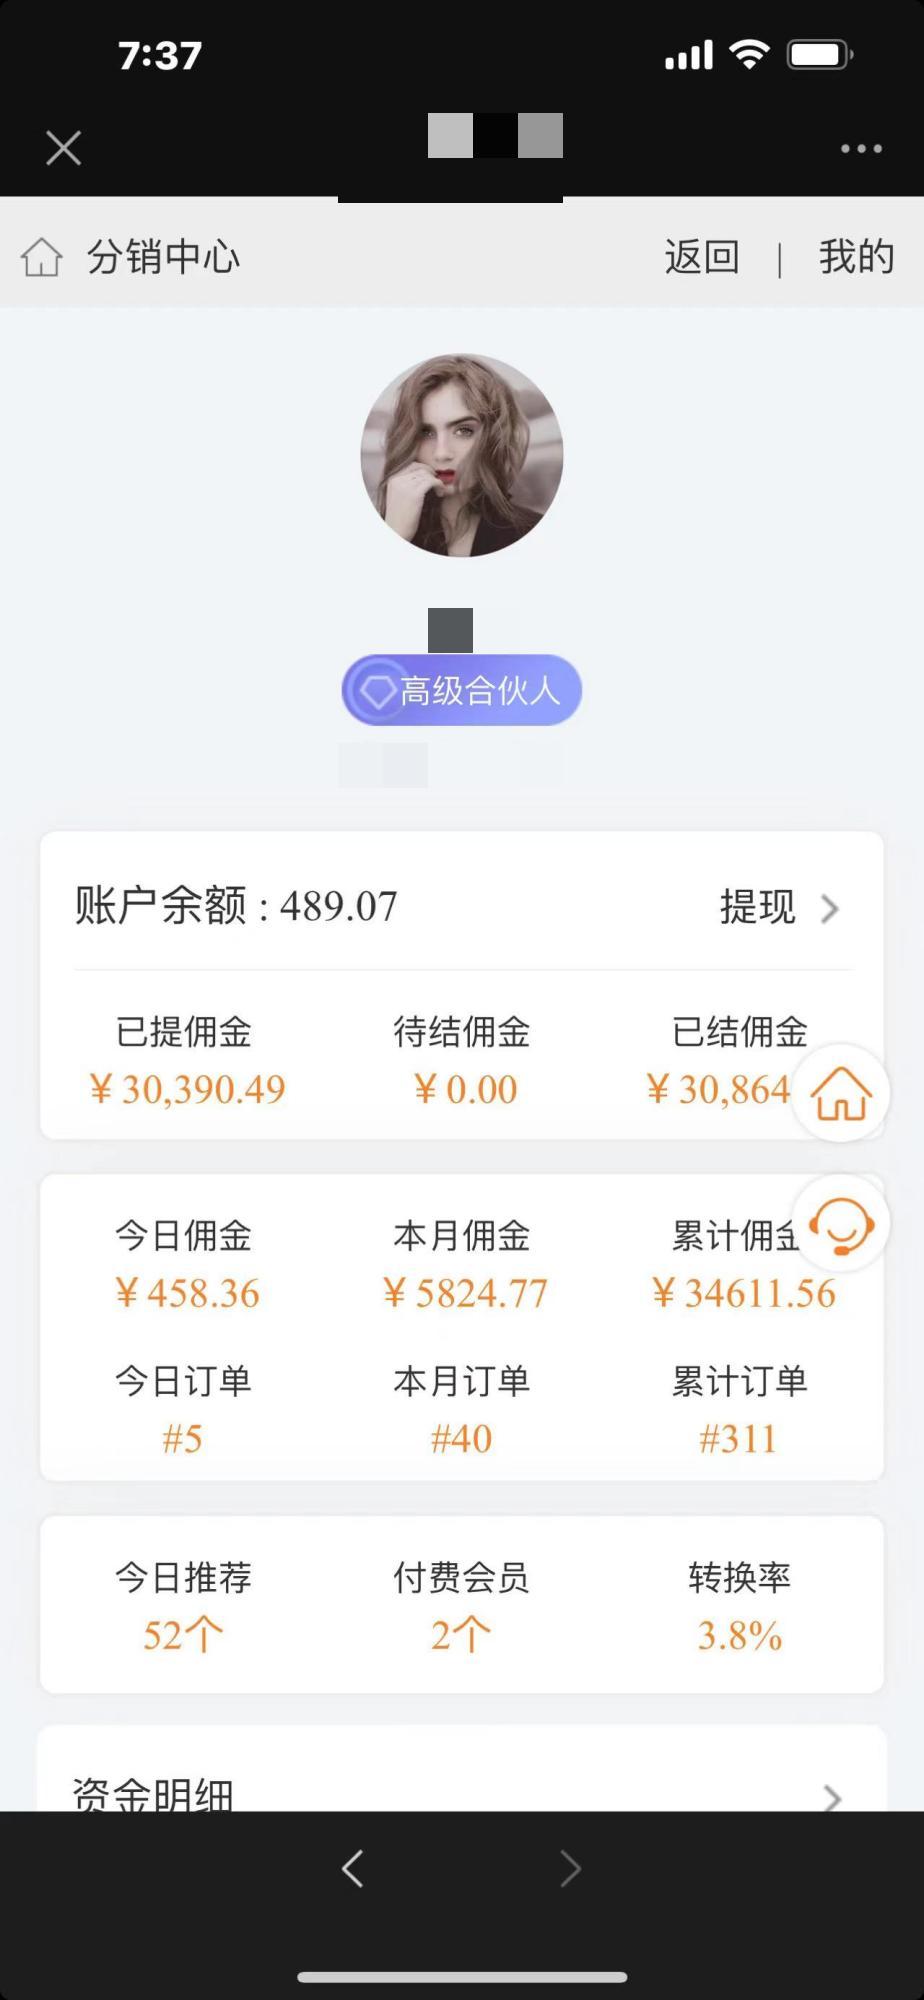 7:37
分销中心 返回 | 我的
高级合伙人
账户余额 : 489.07 提现
已提佣金 待结佣金 已结佣金
¥ 30,390.49 ¥ 0.00 ¥ 30,864
今日佣金 本月佣金 累计佣金
¥ 458.36 ¥ 5824.77 ¥ 34611.56
今日订单 本月订单 累计订单
#5 #40 #311
今日推荐 付费会员 转换率
52个 2个 3.8%
资金明细